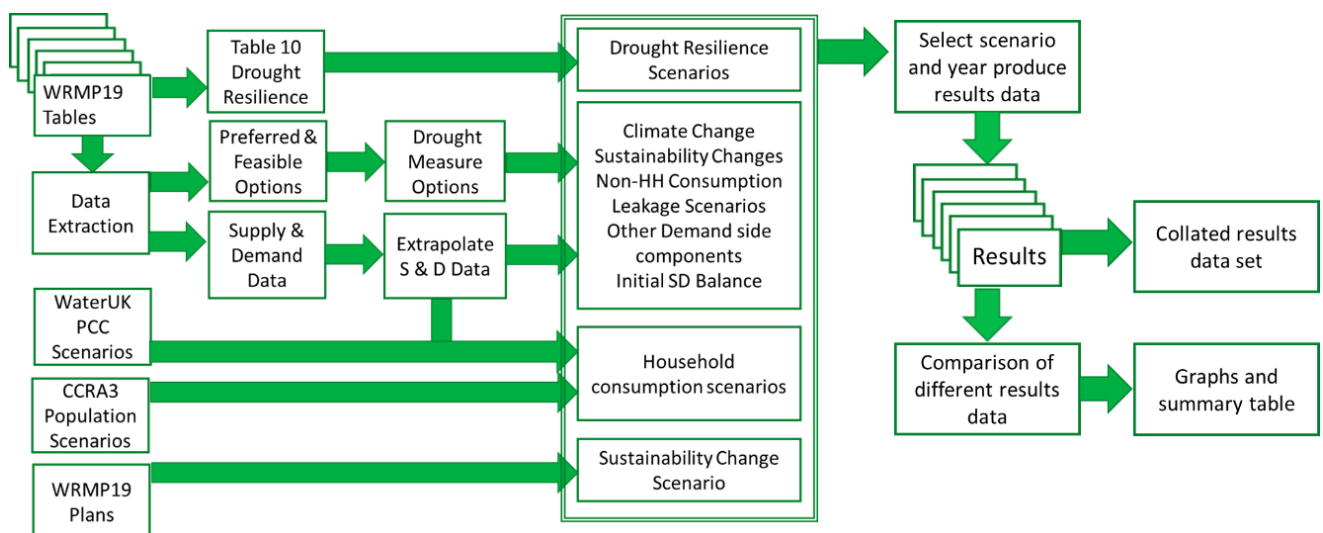 WRMP19
Tables
Table 10
Drought
Resilience
Data
Extraction
Preferred &
Feasible
Options
Drought
Measure
Options
Supply &
Demand
Data
Extrapolate
S & D Data
WaterUK
PCC
Scenarios
CCRA3
Population
Scenarios
WRMP19
Plans
Drought Resilience
Scenarios
Climate Change
Sustainability Changes
Non-HH Consumption
Leakage Scenarios
Other Demand side
components
Initial SD Balance
Household
consumption scenarios
Sustainability Change
Scenario
Select scenario
and year produce
results data
Results
Collated results
data set
Comparison of
different results
data
Graphs and
summary table